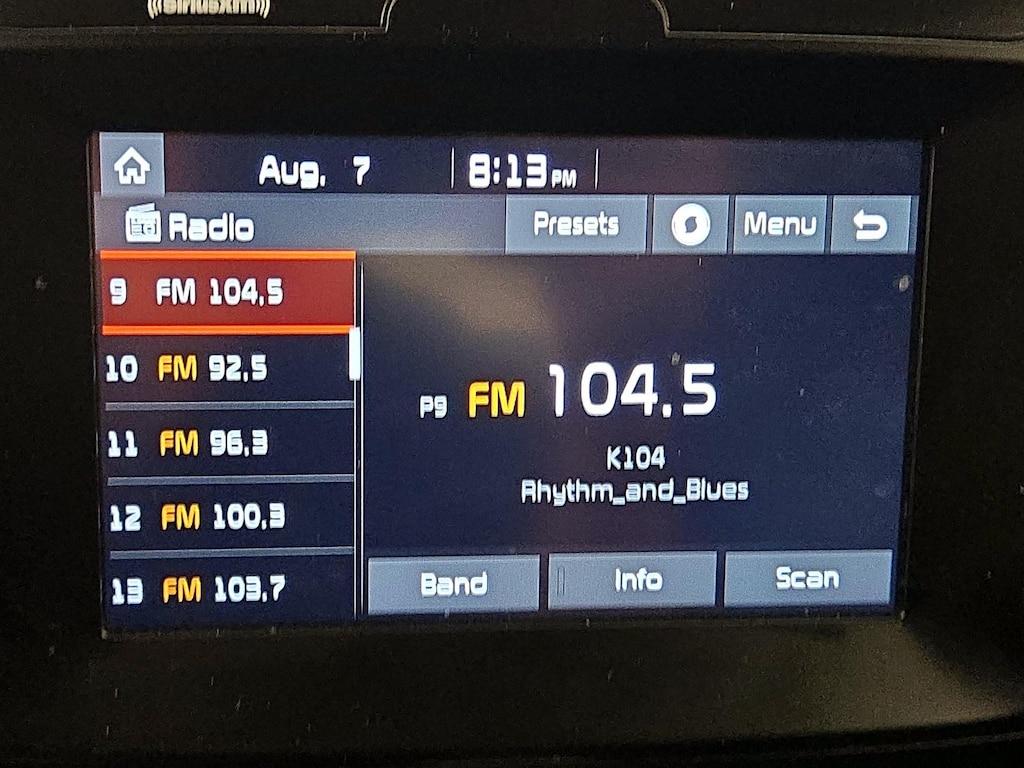 SiriusXM
Aug. 7 8:13 PM
Radio Presets Menu
9 FM 104.5
10 FM 92.5
11 FM 96.3
12 FM 100.3
13 FM 103.7
P9 FM 104.5
K104
Rhythm_and_Blues
Band Info Scan